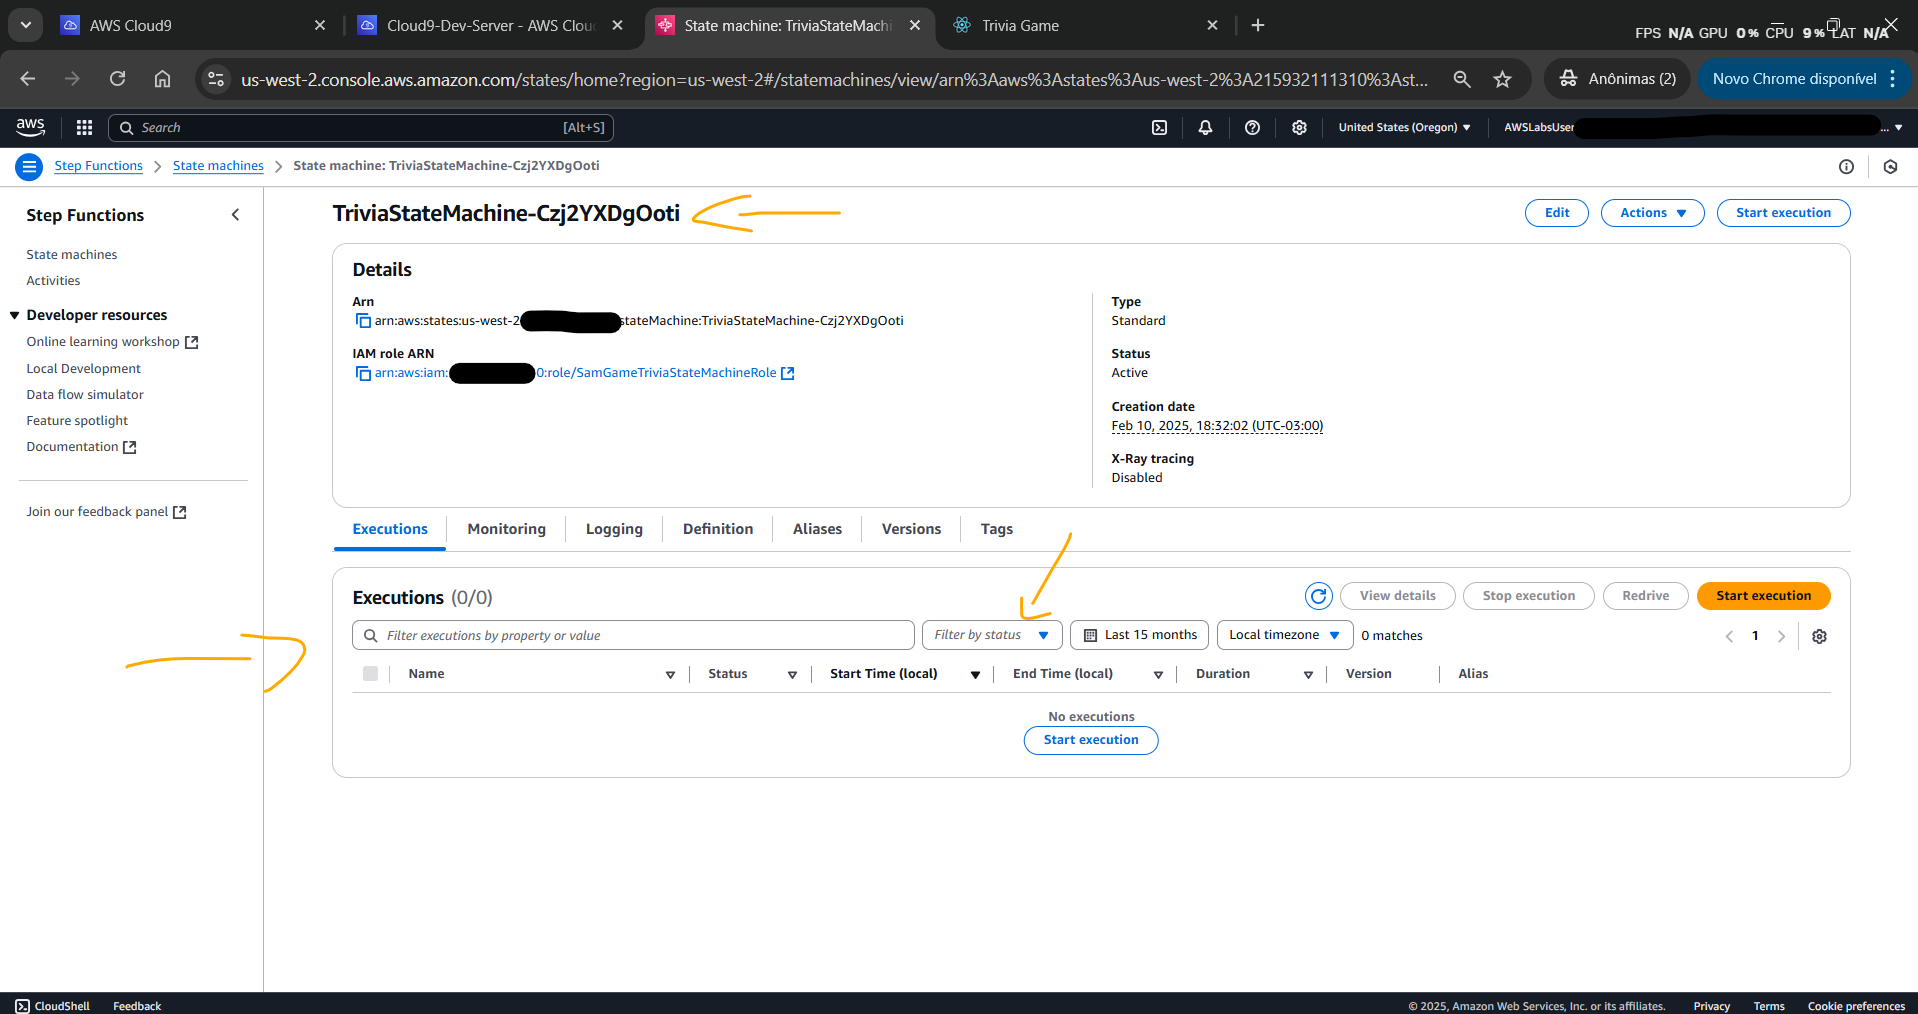 AWS Cloud9
Cloud9-Dev-Server - AWS Clou
State machine: TriviaStateMachi
Trivia Game
FPS N/A GPU 0% CPU 9% LAT N/A
us-west-2.console.aws.amazon.com/states/home?region=us-west-2#/statemachines/view/arn%3Aaws%3Astates%3Aus-west-2%3A215932111310%3Ast...
Anônimas (2)
Novo Chrome disponível
aws
Search
[Alt+S]
United States (Oregon)
AWSLabsUser
...
Step Functions
State machines
State machine: TriviaStateMachine-Czj2YXDgOoti
Step Functions
State machines
Activities
Developer resources
Online learning workshop
Local Development
Data flow simulator
Feature spotlight
Documentation
Join our feedback panel
TriviaStateMachine-Czj2YXDgOoti
Edit
Actions
Start execution
Details
Arn
arn:aws:states:us-west-2 stateMachine:TriviaStateMachine-Czj2YXDgOoti
IAM role ARN
arn:aws:iam: 0:role/SamGameTriviaStateMachineRole
Type
Standard
Status
Active
Creation date
Feb 10, 2025, 18:32:02 (UTC-03:00)
X-Ray tracing
Disabled
Executions
Monitoring
Logging
Definition
Aliases
Versions
Tags
Executions (0/0)
View details
Stop execution
Redrive
Start execution
Filter executions by property or value
Filter by status
Last 15 months
Local timezone
0 matches
1
Name
Status
Start Time (local)
End Time (local)
Duration
Version
Alias
No executions
Start execution
CloudShell
Feedback
© 2025, Amazon Web Services, Inc. or its affiliates.
Privacy
Terms
Cookie preferences